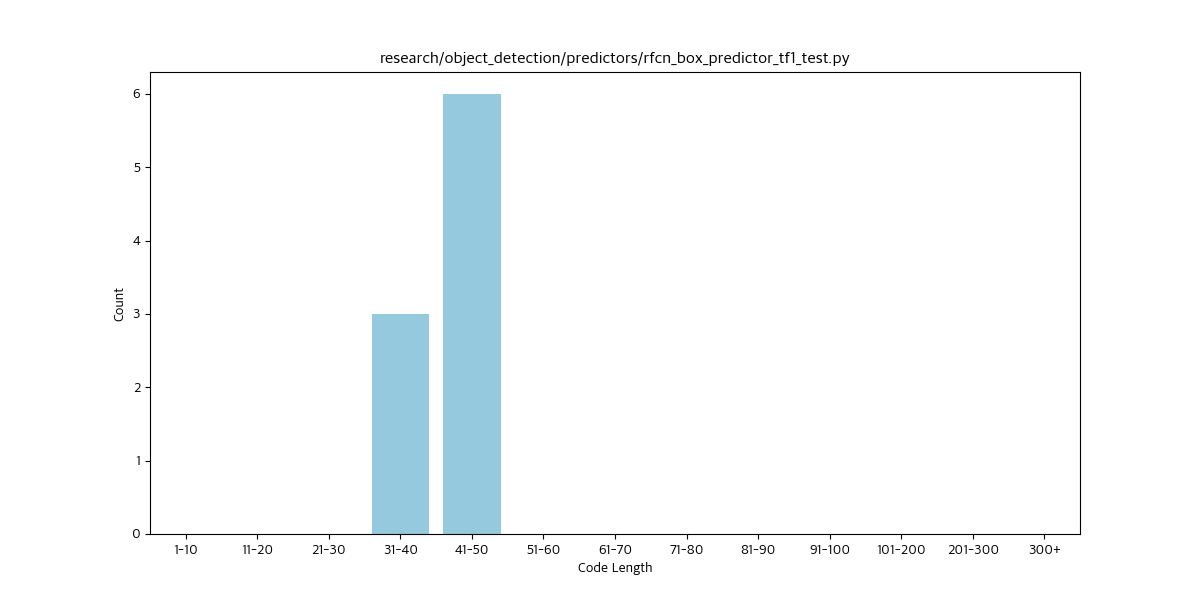 research/object_detection/predictors/rfcn_box_predictor_tf1_test.py
6
5
4
3
2
1
0
Count
1-10 11-20 21-30 31-40 41-50 51-60 61-70 71-80 81-90 91-100 101-200 201-300 300+
Code Length